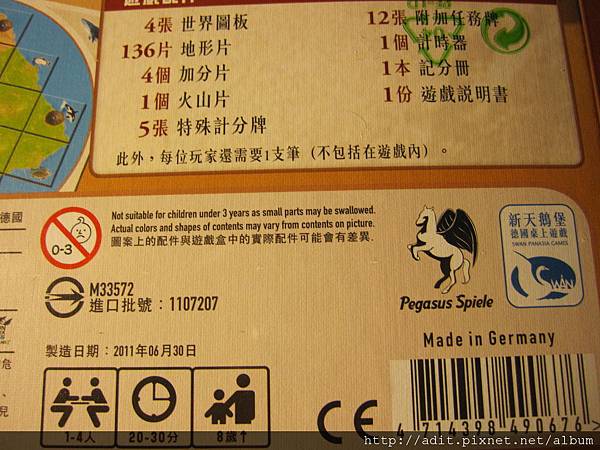 4張 世界圖板
136片 地形片
4個 加分片
1個 火山片
5張 特殊計分牌
12張 附加任務牌
1個 計時器
1本 記分冊
1份 遊戲說明書
此外，每位玩家還需要1支筆（不包括在遊戲內）。
德國
0-3
Not suitable for children under 3 years as small parts may be swallowed.
Actual colors and shapes of contents may vary from contents on picture.
圖案上的配件與遊戲盒中的實際配件可能會有差異.
M33572
進口批號：1107207
製造日期：2011年06月30日
1-4人
20-30分
8歲↑
Pegasus Spiele
新天鵝堡
德國桌上遊戲
SWAN PANASIA GAMES
SWAN
Made in Germany
CE
4 714398 490676 >
http://adit.pixnet.net/album